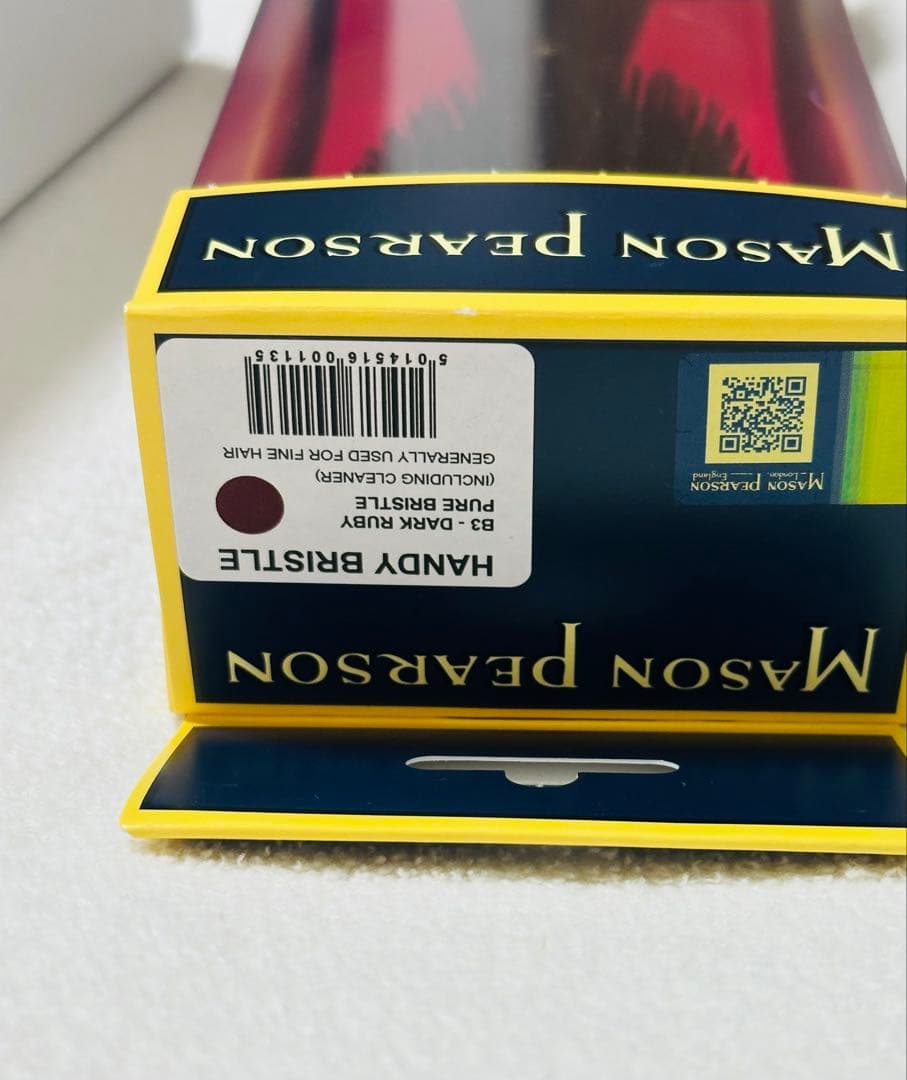 MASON PEARSON
HANDY BRISTLE
B3 - DARK RUBY
PURE BRISTLE
(INCLUDING CLEANER)
GENERALLY USED FOR FINE HAIR
5 014516 001135
MASON PEARSON
London England
MASON PEARSON